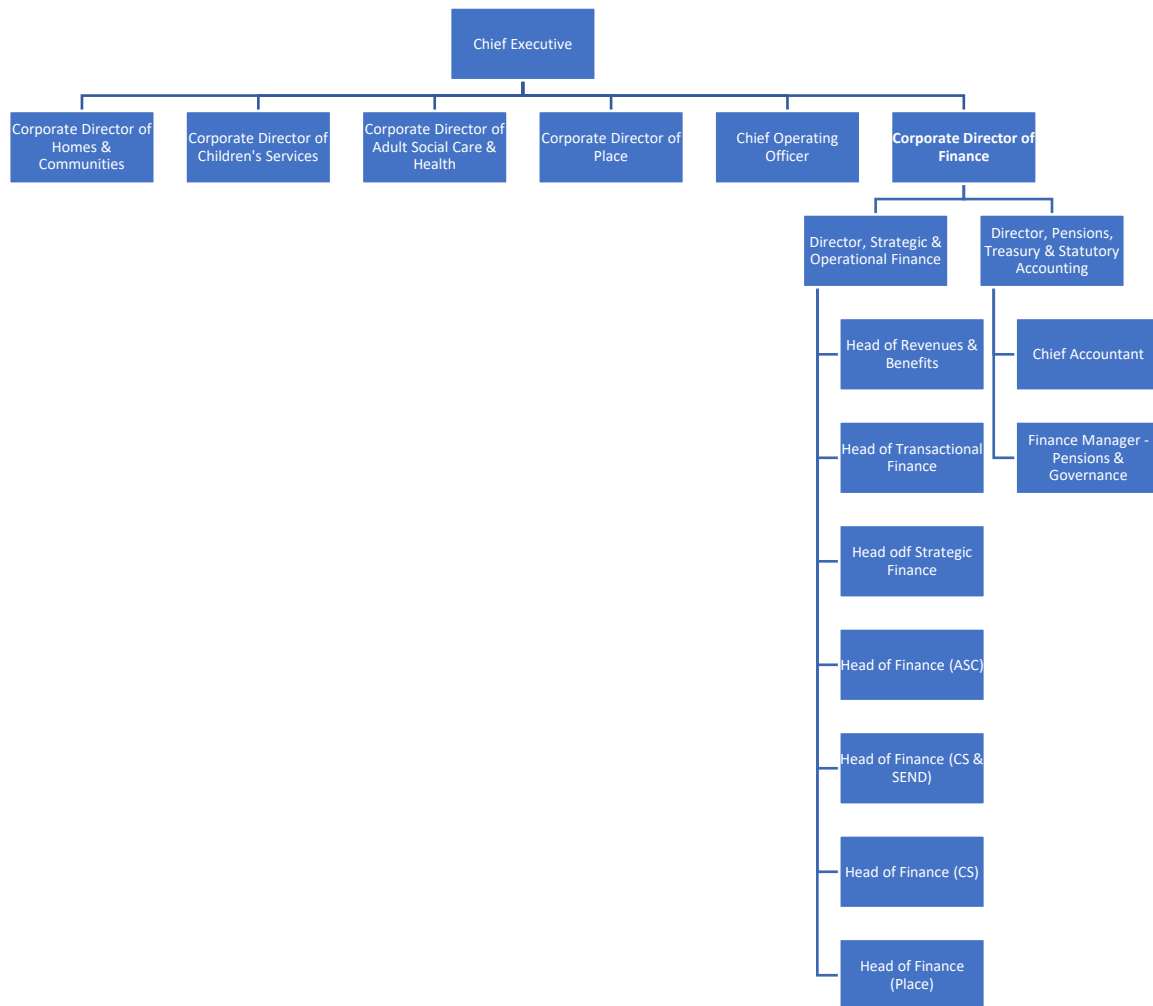 Chief Executive
Corporate Director of
Homes &
Communities
Corporate Director of
Children's Services
Corporate Director of
Adult Social Care &
Health
Corporate Director of
Place
Chief Operating
Officer
Corporate Director of
Finance
Director, Strategic &
Operational Finance
Director, Pensions,
Treasury & Statutory
Accounting
Head of Revenues &
Benefits
Chief Accountant
Head of Transactional
Finance
Finance Manager -
Pensions &
Governance
Head odf Strategic
Finance
Head of Finance (ASC)
Head of Finance (CS &
SEND)
Head of Finance (CS)
Head of Finance
(Place)